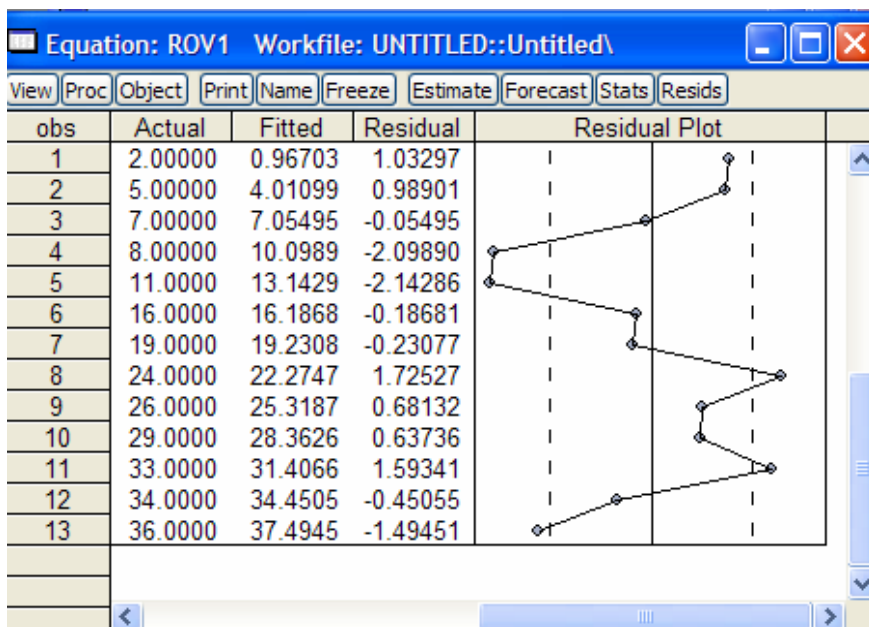 Equation: ROV1 Workfile: UNTITLED::Untitled\
View Proc Object Print Name Freeze Estimate Forecast Stats Resids
obs Actual Fitted Residual Residual Plot
1 2.00000 0.96703 1.03297
2 5.00000 4.01099 0.98901
3 7.00000 7.05495 -0.05495
4 8.00000 10.0989 -2.09890
5 11.0000 13.1429 -2.14286
6 16.0000 16.1868 -0.18681
7 19.0000 19.2308 -0.23077
8 24.0000 22.2747 1.72527
9 26.0000 25.3187 0.68132
10 29.0000 28.3626 0.63736
11 33.0000 31.4066 1.59341
12 34.0000 34.4505 -0.45055
13 36.0000 37.4945 -1.49451